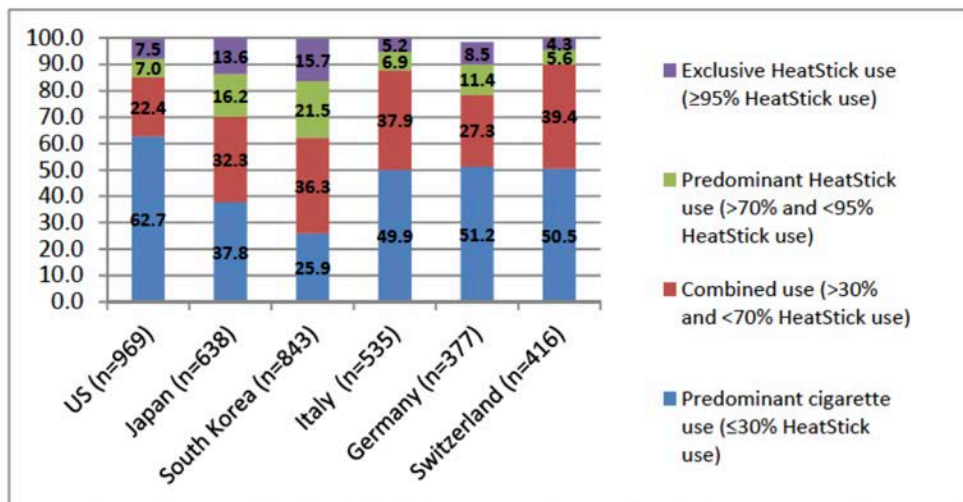 100.0
90.0
80.0
70.0
60.0
50.0
40.0
30.0
20.0
10.0
0.0
7.5
7.0
22.4
62.7
13.6
16.2
32.3
37.8
15.7
21.5
36.3
25.9
5.2
6.9
37.9
49.9
8.5
11.4
27.3
51.2
4.3
5.6
39.4
50.5
US (n=969)
Japan (n=638)
South Korea (n=843)
Italy (n=535)
Germany (n=377)
Switzerland (n=416)
Exclusive HeatStick use
(≥95% HeatStick use)
Predominant HeatStick
use (>70% and <95%
HeatStick use)
Combined use (>30%
and <70% HeatStick use)
Predominant cigarette
use (≤30% HeatStick
use)